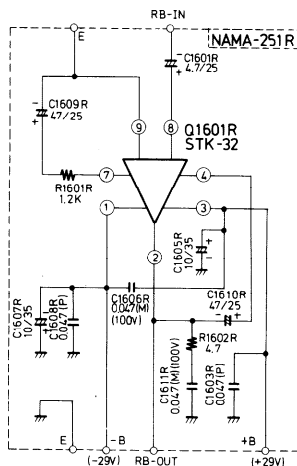 RB-IN
E
NAMA-251R
C1601R
4.7/25
C1609R
47/25
Q1601R
STK-32
9
8
7
4
R1601R
1.2K
1
3
2
C1605R
10/35
C1610R
47/25
C1606R
0.047(M)
(100V)
C1607R
10/35
C1608R
0.047(P)
R1602R
4.7
C1611R
0.047(M)(100V)
C1603R
0.047(P)
E
-B
+B
(-29V)
RB-OUT
(+29V)